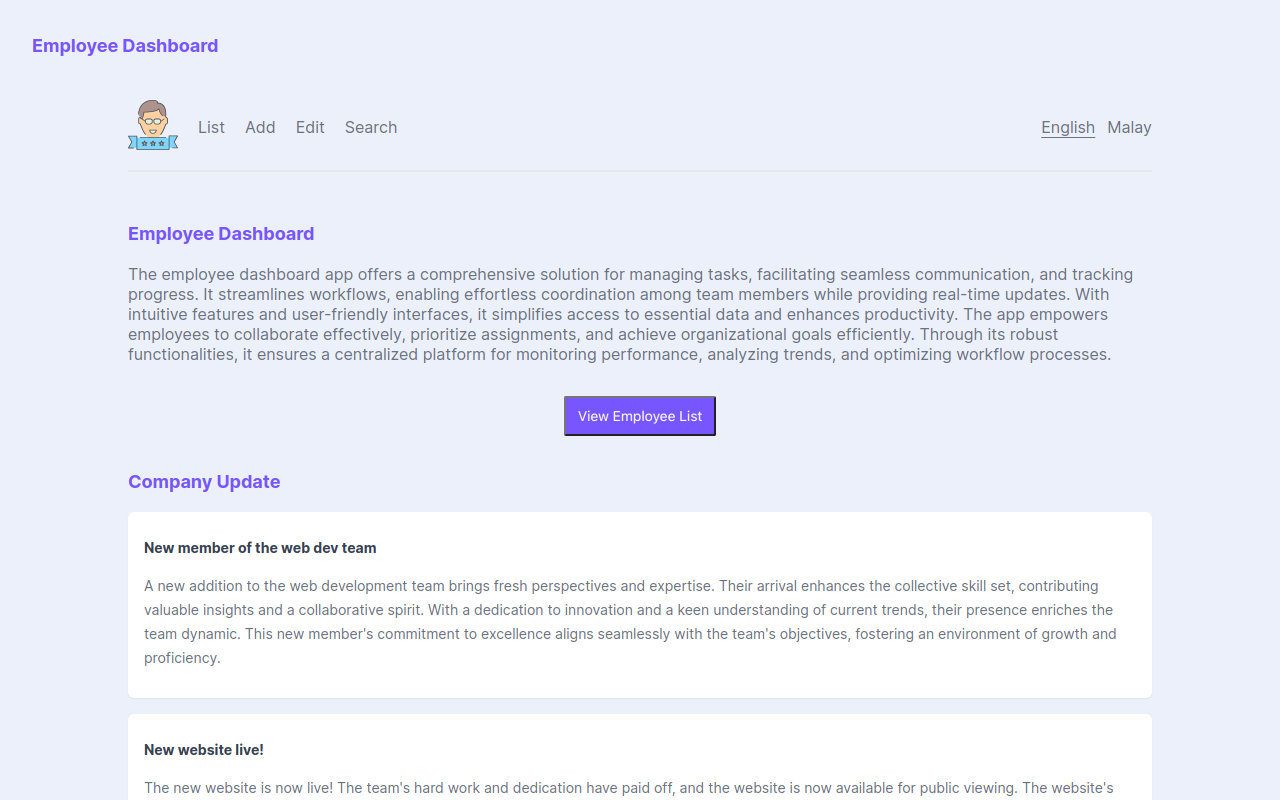 Employee Dashboard
List Add Edit Search English Malay
Employee Dashboard
The employee dashboard app offers a comprehensive solution for managing tasks, facilitating seamless communication, and tracking
progress. It streamlines workflows, enabling effortless coordination among team members while providing real-time updates. With
intuitive features and user-friendly interfaces, it simplifies access to essential data and enhances productivity. The app empowers
employees to collaborate effectively, prioritize assignments, and achieve organizational goals efficiently. Through its robust
functionalities, it ensures a centralized platform for monitoring performance, analyzing trends, and optimizing workflow processes.
View Employee List
Company Update
New member of the web dev team
A new addition to the web development team brings fresh perspectives and expertise. Their arrival enhances the collective skill set, contributing
valuable insights and a collaborative spirit. With a dedication to innovation and a keen understanding of current trends, their presence enriches the
team dynamic. This new member's commitment to excellence aligns seamlessly with the team's objectives, fostering an environment of growth and
proficiency.
New website live!
The new website is now live! The team's hard work and dedication have paid off, and the website is now available for public viewing. The website's